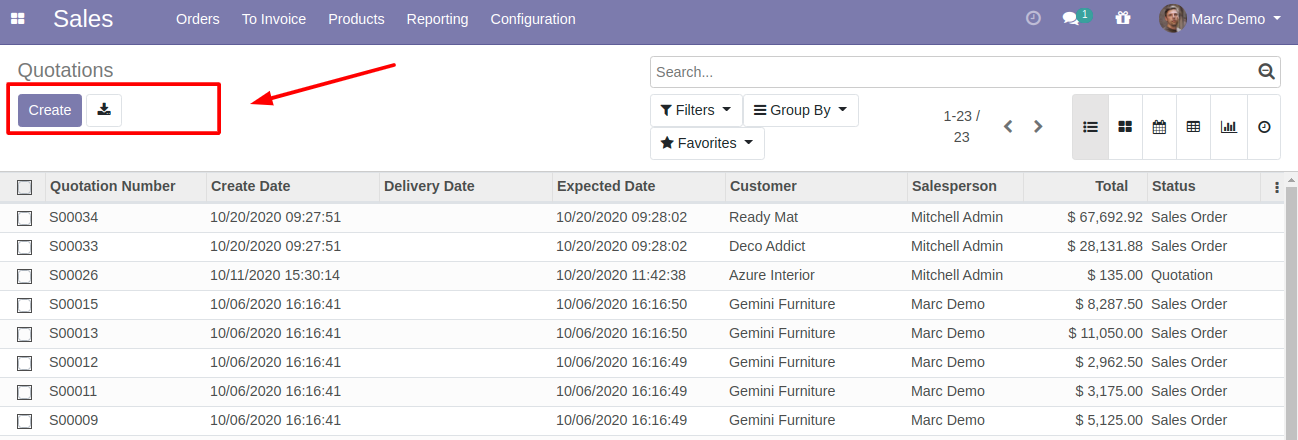 Sales Orders To Invoice Products Reporting Configuration 1 Marc Demo
Quotations
Search...
Create
Filters Group By
Favorites
1-23 /
23
Quotation Number Create Date Delivery Date Expected Date Customer Salesperson Total Status
S00034 10/20/2020 09:27:51 10/20/2020 09:28:02 Ready Mat Mitchell Admin $ 67,692.92 Sales Order
S00033 10/20/2020 09:27:51 10/20/2020 09:28:02 Deco Addict Mitchell Admin $ 28,131.88 Sales Order
S00026 10/11/2020 15:30:14 10/20/2020 11:42:38 Azure Interior Mitchell Admin $ 135.00 Quotation
S00015 10/06/2020 16:16:41 10/06/2020 16:16:50 Gemini Furniture Marc Demo $ 8,287.50 Sales Order
S00013 10/06/2020 16:16:41 10/06/2020 16:16:50 Gemini Furniture Marc Demo $ 11,050.00 Sales Order
S00012 10/06/2020 16:16:41 10/06/2020 16:16:49 Gemini Furniture Marc Demo $ 2,962.50 Sales Order
S00011 10/06/2020 16:16:41 10/06/2020 16:16:49 Gemini Furniture Marc Demo $ 3,175.00 Sales Order
S00009 10/06/2020 16:16:41 10/06/2020 16:16:49 Gemini Furniture Marc Demo $ 5,125.00 Sales Order